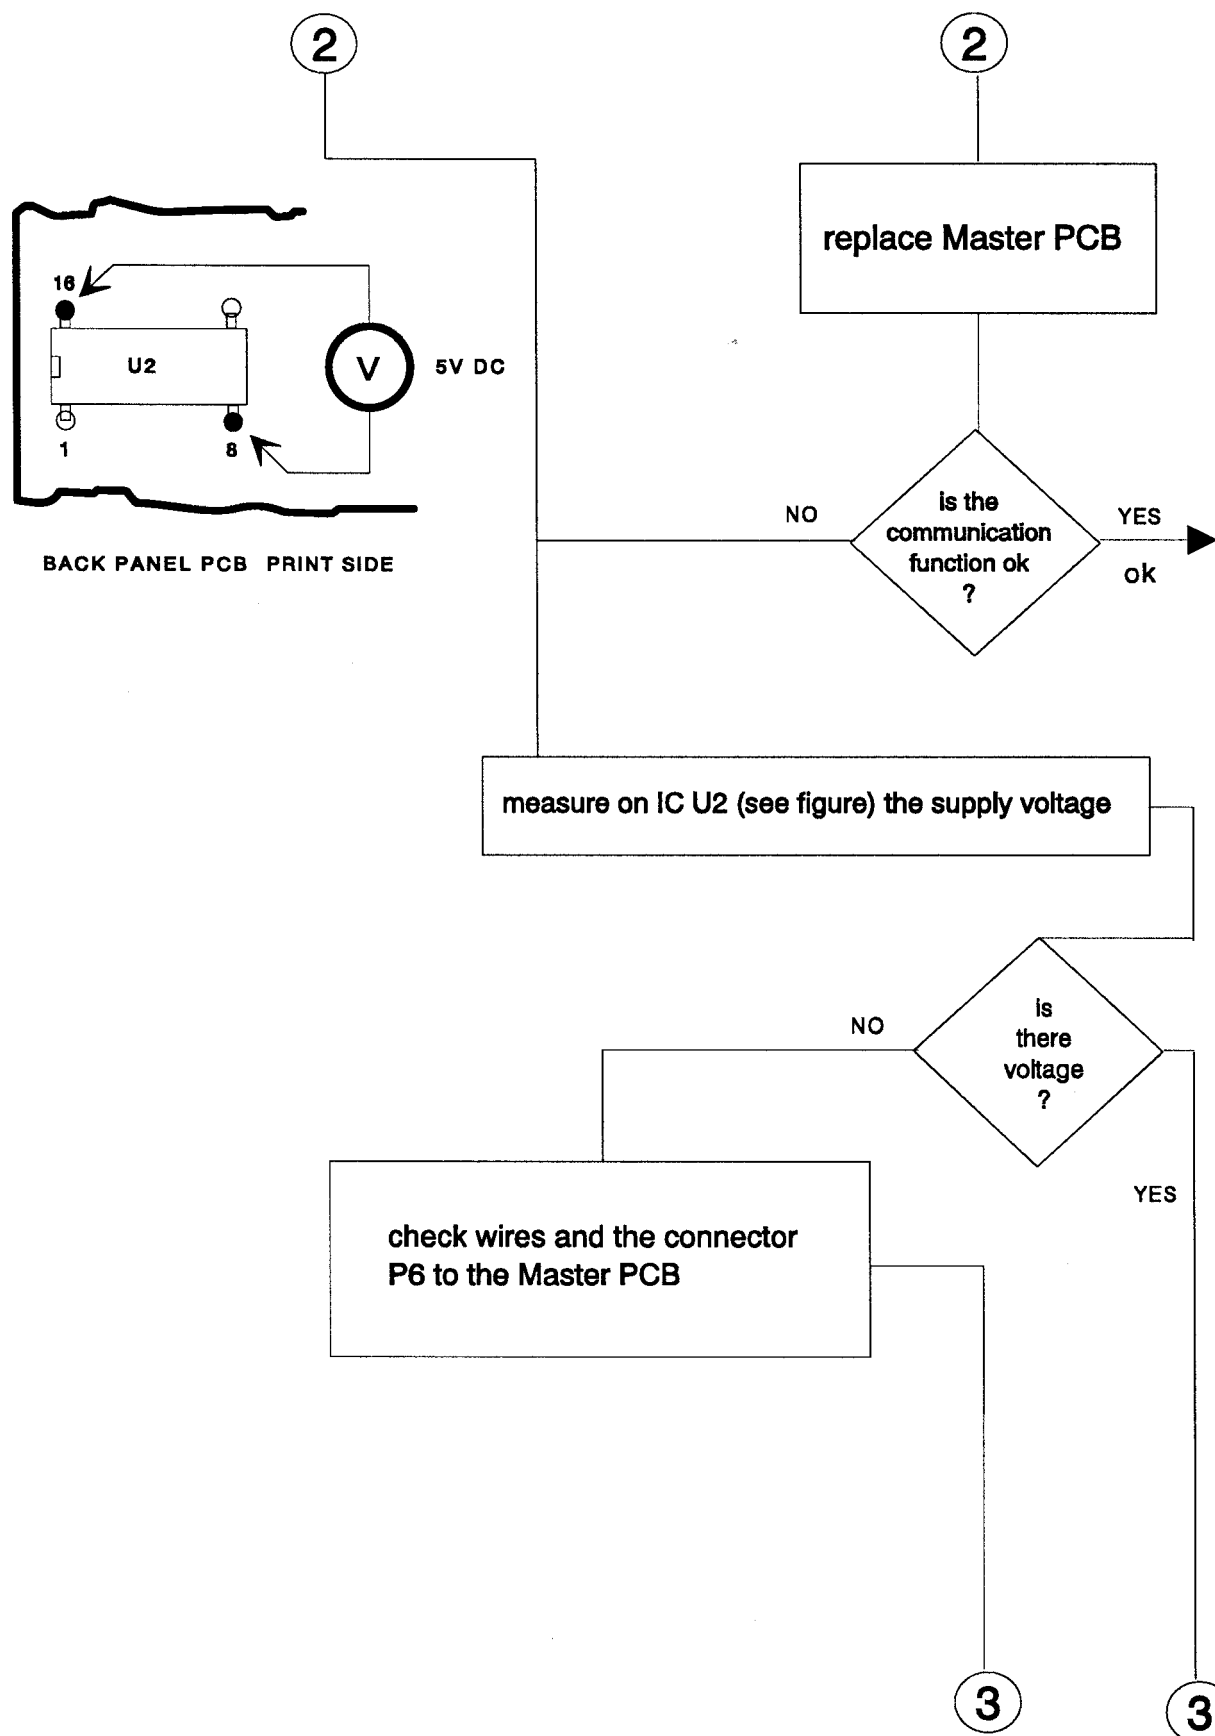 2
2
replace Master PCB
16
U2
V
5V DC
1
8
BACK PANEL PCB PRINT SIDE
NO
is the
communication
function ok
?
YES
ok
measure on IC U2 (see figure) the supply voltage
NO
is
there
voltage
?
YES
check wires and the connector
P6 to the Master PCB
3
3